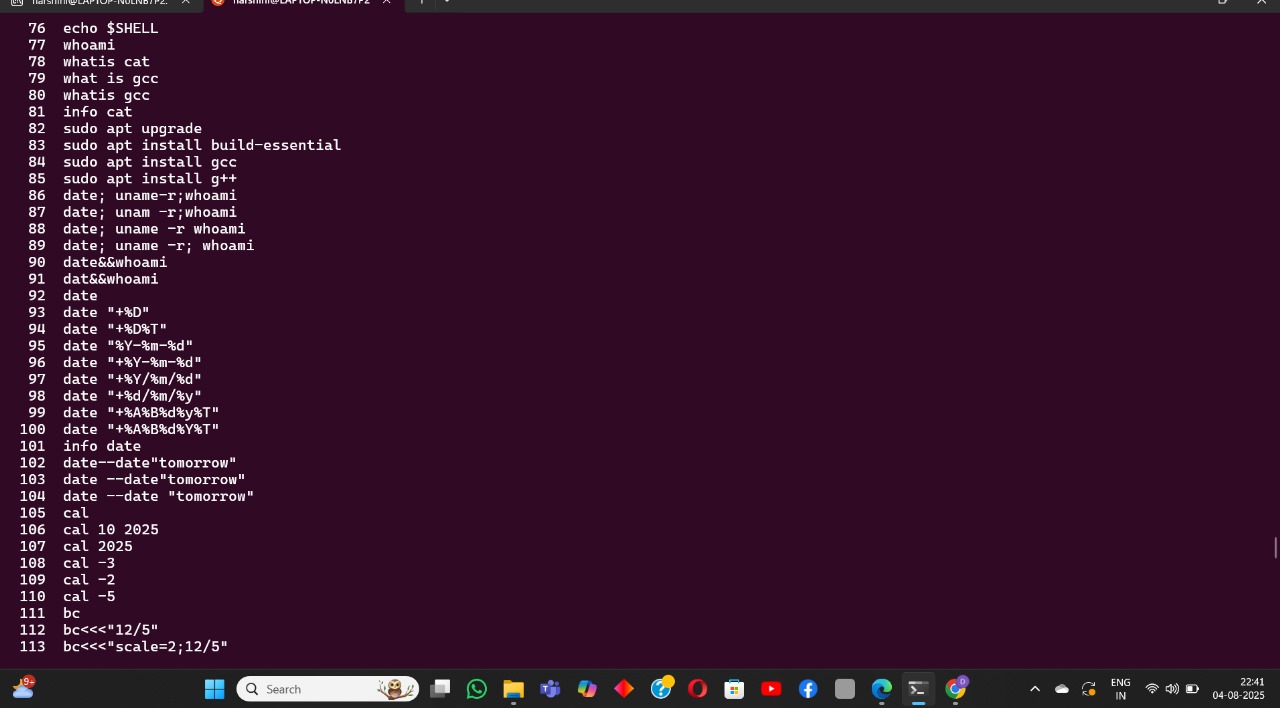 harshini@LAPTOP-N0LNB7P2:
harshini@LAPTOP-N0LNB7P2
76 echo $SHELL
77 whoami
78 whatis cat
79 what is gcc
80 whatis gcc
81 info cat
82 sudo apt upgrade
83 sudo apt install build-essential
84 sudo apt install gcc
85 sudo apt install g++
86 date; uname-r;whoami
87 date; unam -r;whoami
88 date; uname -r whoami
89 date; uname -r; whoami
90 date&&whoami
91 dat&&whoami
92 date
93 date "+%D"
94 date "+%D%T"
95 date "%Y-%m-%d"
96 date "+%Y-%m-%d"
97 date "+%Y/%m/%d"
98 date "+%d/%m/%y"
99 date "+%A%B%d%y%T"
100 date "+%A%B%d%Y%T"
101 info date
102 date--date"tomorrow"
103 date --date"tomorrow"
104 date --date "tomorrow"
105 cal
106 cal 10 2025
107 cal 2025
108 cal -3
109 cal -2
110 cal -5
111 bc
112 bc<<<"12/5"
113 bc<<<"scale=2;12/5"
9+
Search
ENG
IN
22:41
04-08-2025